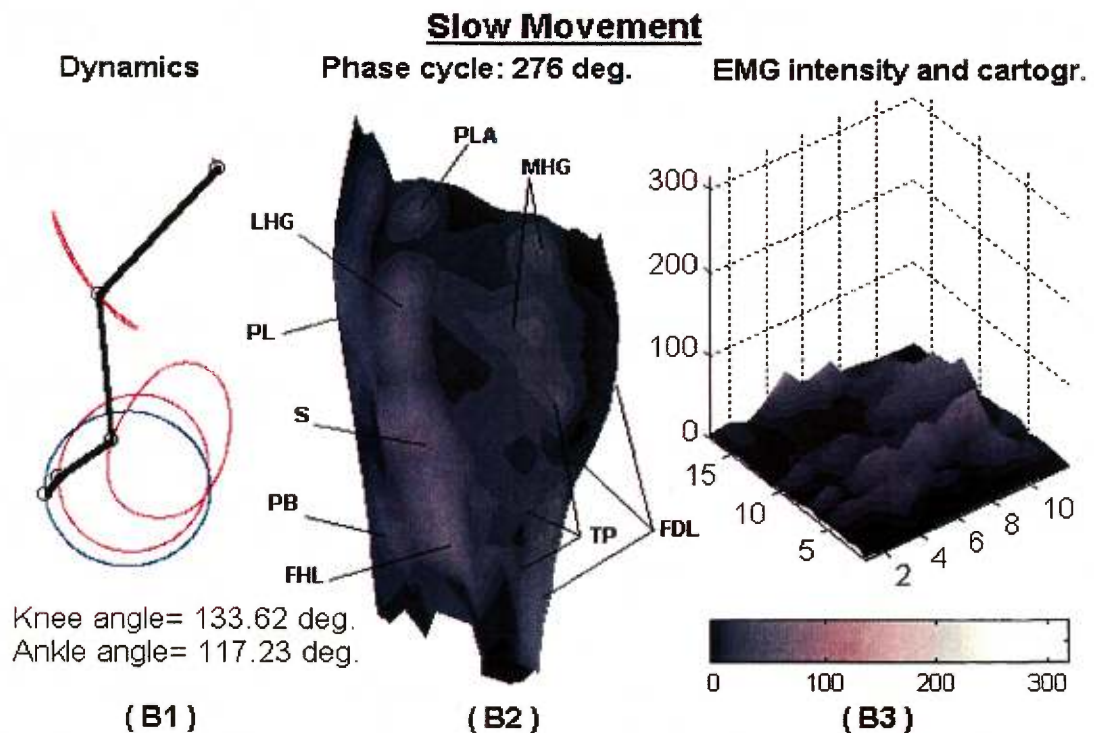 Slow Movement
Dynamics
Phase cycle: 276 deg.
EMG intensity and cartogr.
PLA
MHG
LHG
PL
S
PB
FHL
TP
FDL
300
200
100
0
15
10
5
2
4
6
8
10
Knee angle= 133.62 deg.
Ankle angle= 117.23 deg.
0
100
200
300
( B1 )
( B2 )
( B3 )